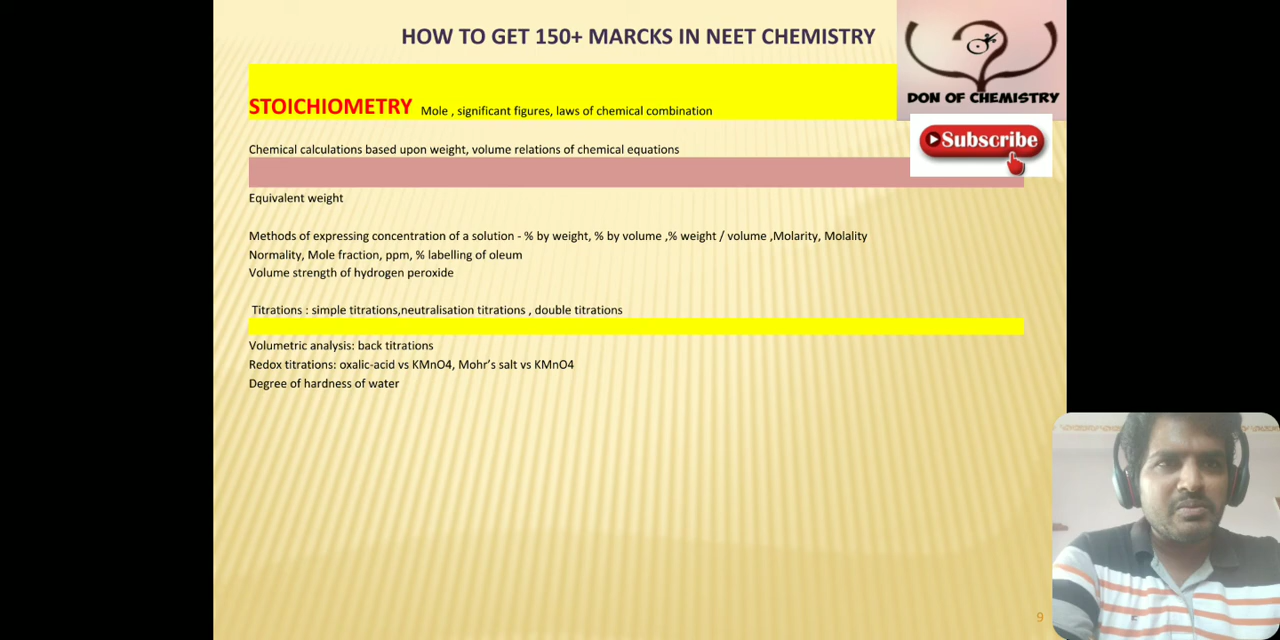 HOW TO GET 150+ MARCKS IN NEET CHEMISTRY
DON OF CHEMISTRY
Subscribe
STOICHIOMETRY Mole , significant figures, laws of chemical combination
Chemical calculations based upon weight, volume relations of chemical equations
Equivalent weight
Methods of expressing concentration of a solution - % by weight, % by volume ,% weight / volume ,Molarity, Molality
Normality, Mole fraction, ppm, % labelling of oleum
Volume strength of hydrogen peroxide
Titrations : simple titrations,neutralisation titrations , double titrations
Volumetric analysis: back titrations
Redox titrations: oxalic-acid vs KMnO4, Mohr's salt vs KMnO4
Degree of hardness of water
9